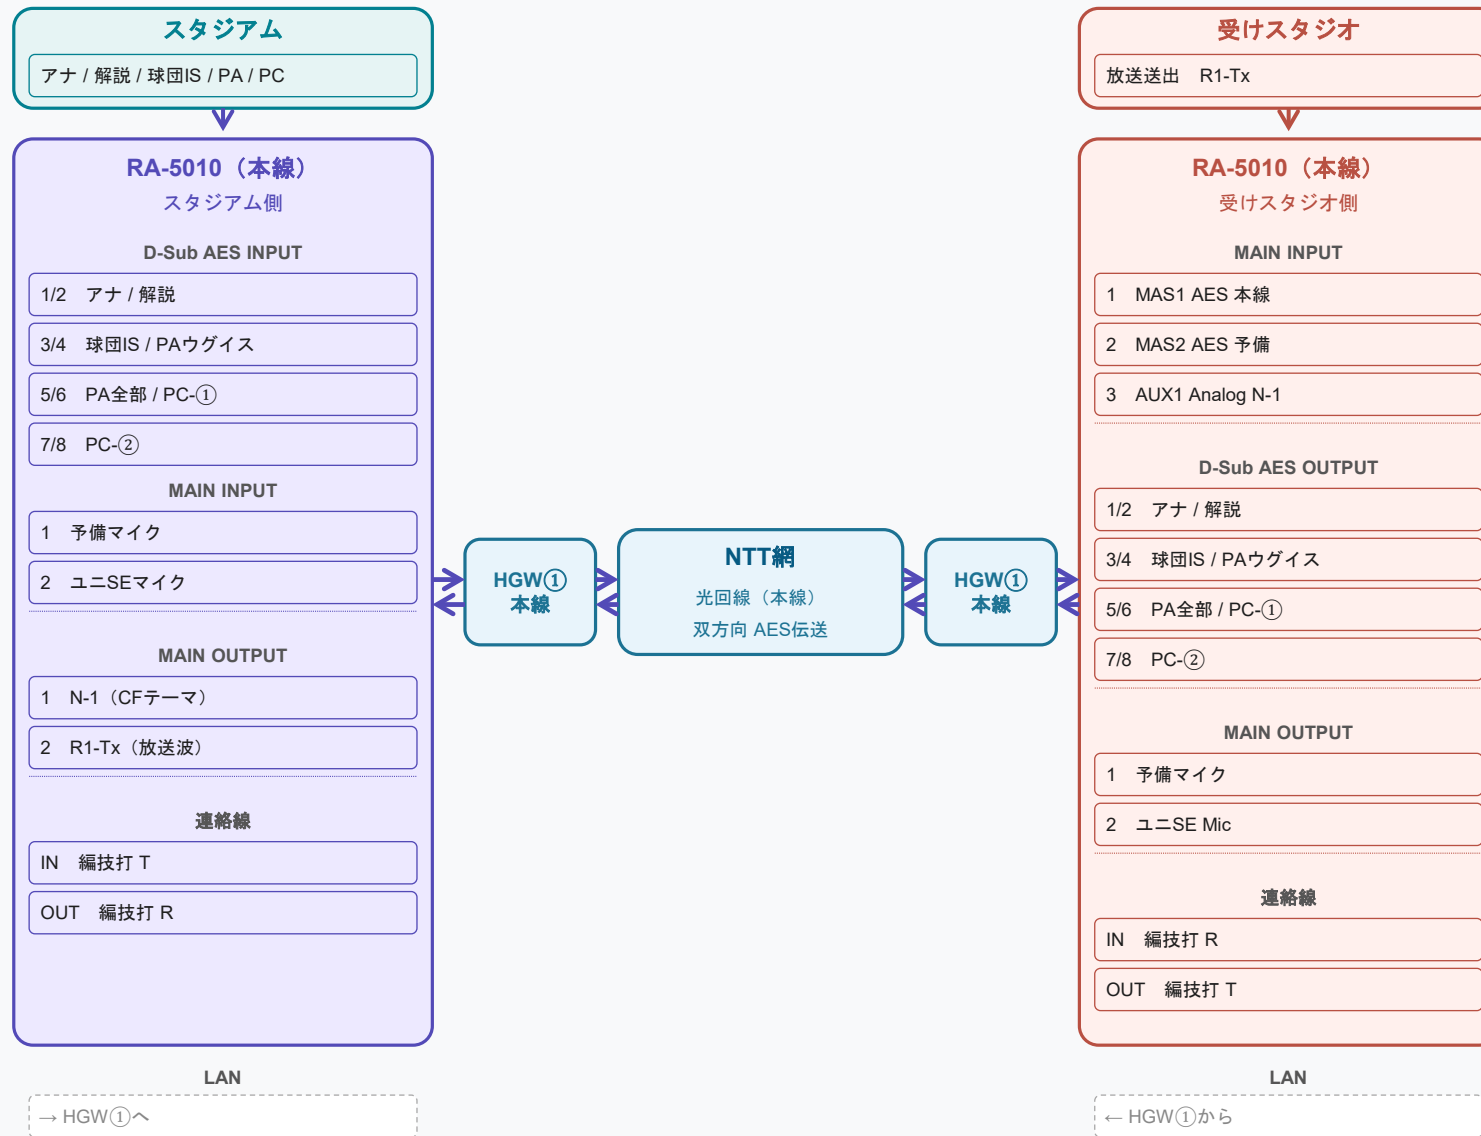 スタジアム
アナ / 解説 / 球団IS / PA / PC
RA-5010（本線）
スタジアム側
D-Sub AES INPUT
1/2 アナ / 解説
3/4 球団IS / PAウグイス
5/6 PA全部 / PC-①
7/8 PC-②
MAIN INPUT
1 予備マイク
2 ユニSEマイク
MAIN OUTPUT
1 N-1（CFテーマ）
2 R1-Tx（放送波）
連絡線
IN 編技打 T
OUT 編技打 R
LAN
→ HGW①へ
HGW①
本線
NTT網
光回線（本線）
双方向 AES伝送
HGW①
本線
受けスタジオ
放送送出 R1-Tx
RA-5010（本線）
受けスタジオ側
MAIN INPUT
1 MAS1 AES 本線
2 MAS2 AES 予備
3 AUX1 Analog N-1
D-Sub AES OUTPUT
1/2 アナ / 解説
3/4 球団IS / PAウグイス
5/6 PA全部 / PC-①
7/8 PC-②
MAIN OUTPUT
1 予備マイク
2 ユニSE Mic
連絡線
IN 編技打 R
OUT 編技打 T
LAN
← HGW①から